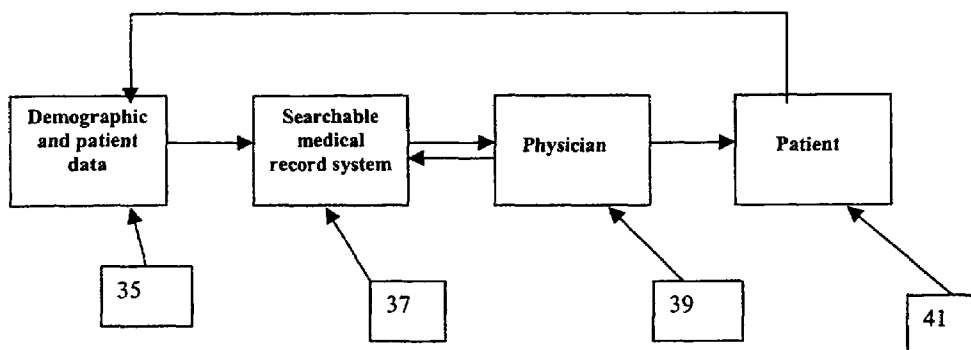 Demographic
and patient
data
Searchable
medical
record system
Physician
Patient
35
37
39
41